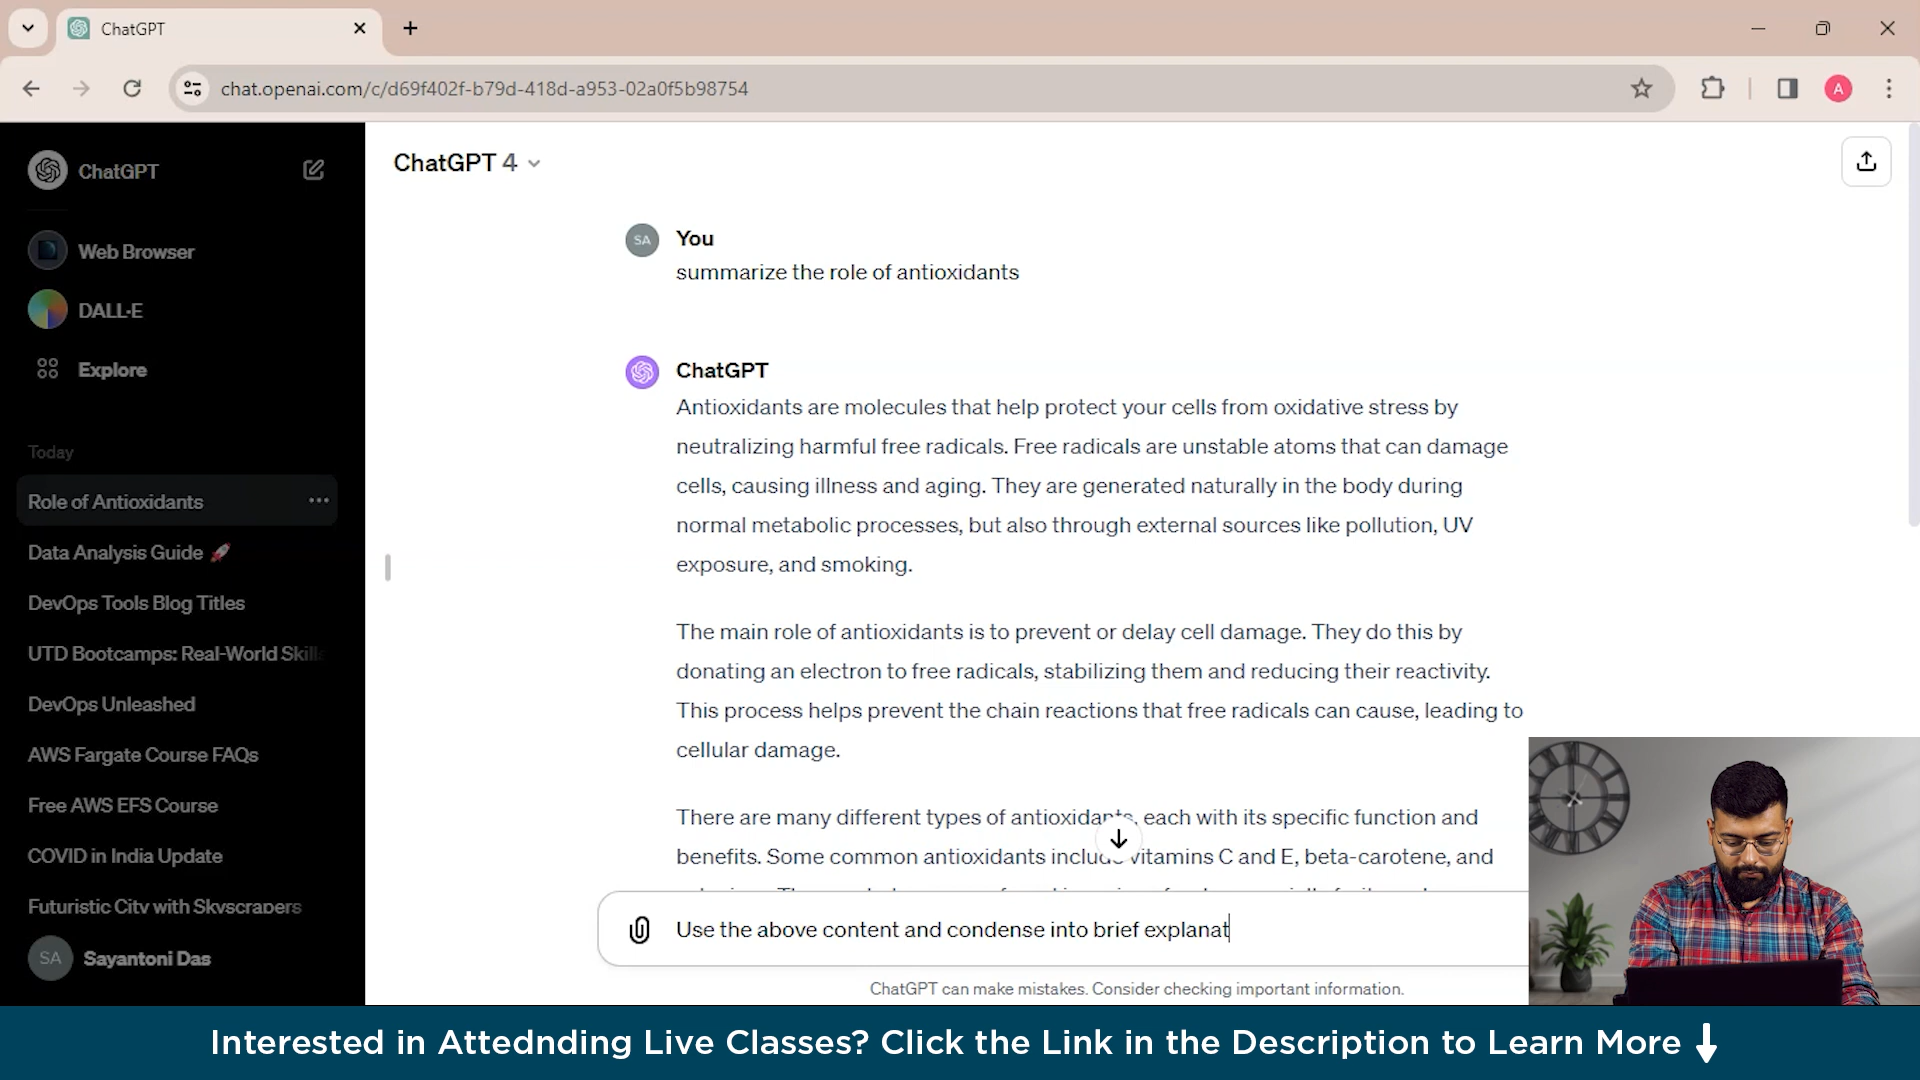 ChatGPT
chat.openai.com/c/d69f402f-b79d-418d-a953-02a0f5b98754
A
ChatGPT
Web Browser
DALL·E
Explore
Today
Role of Antioxidants
Data Analysis Guide 🚀
DevOps Tools Blog Titles
UTD Bootcamps: Real-World Skills
DevOps Unleashed
AWS Fargate Course FAQs
Free AWS EFS Course
COVID in India Update
Futuristic City with Skyscrapers
SA Sayantoni Das
ChatGPT 4
SA You
summarize the role of antioxidants
ChatGPT
Antioxidants are molecules that help protect your cells from oxidative stress by
neutralizing harmful free radicals. Free radicals are unstable atoms that can damage
cells, causing illness and aging. They are generated naturally in the body during
normal metabolic processes, but also through external sources like pollution, UV
exposure, and smoking.
The main role of antioxidants is to prevent or delay cell damage. They do this by
donating an electron to free radicals, stabilizing them and reducing their reactivity.
This process helps prevent the chain reactions that free radicals can cause, leading to
cellular damage.
There are many different types of antioxidants, each with its specific function and
benefits. Some common antioxidants include vitamins C and E, beta-carotene, and
Use the above content and condense into brief explanat
ChatGPT can make mistakes. Consider checking important information.
Interested in Attednding Live Classes? Click the Link in the Description to Learn More